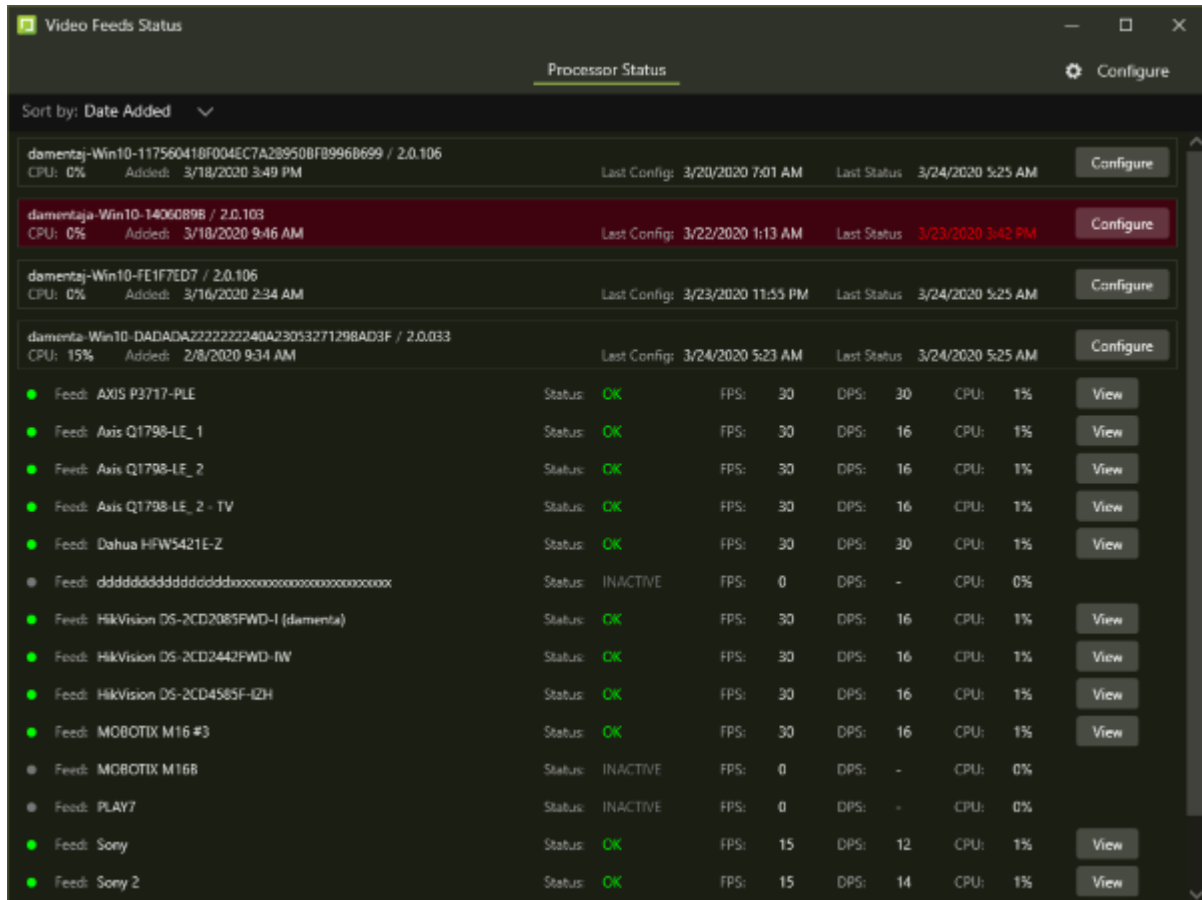 Video Feeds Status
Processor Status
Configure
Sort by: Date Added
damentaj-Win10-117560418F004EC7A2B950BFB996B699 / 2.0.106
CPU: 0% Added: 3/18/2020 3:49 PM Last Config: 3/20/2020 7:01 AM Last Status 3/24/2020 5:25 AM Configure
damentaja-Win10-1406089B / 2.0.103
CPU: 0% Added: 3/18/2020 9:46 AM Last Config: 3/22/2020 1:13 AM Last Status 3/23/2020 3:42 PM Configure
damentaj-Win10-FE1F7ED7 / 2.0.106
CPU: 0% Added: 3/16/2020 2:34 AM Last Config: 3/23/2020 11:55 PM Last Status 3/24/2020 5:25 AM Configure
damenta-Win10-DADADA2222222240A23053271298AD3F / 2.0.033
CPU: 15% Added: 2/8/2020 9:34 AM Last Config: 3/24/2020 5:23 AM Last Status 3/24/2020 5:25 AM Configure
Feed: AXIS P3717-PLE Status: OK FPS: 30 DPS: 30 CPU: 1% View
Feed: Axis Q1798-LE_ 1 Status: OK FPS: 30 DPS: 16 CPU: 1% View
Feed: Axis Q1798-LE_ 2 Status: OK FPS: 30 DPS: 16 CPU: 1% View
Feed: Axis Q1798-LE_ 2 - TV Status: OK FPS: 30 DPS: 16 CPU: 1% View
Feed: Dahua HFW5421E-Z Status: OK FPS: 30 DPS: 30 CPU: 1% View
Feed: Status: INACTIVE FPS: 0 DPS: - CPU: 0%
Feed: HikVision DS-2CD2085FWD-I (damenta) Status: OK FPS: 30 DPS: 16 CPU: 1% View
Feed: HikVision DS-2CD2442FWD-IW Status: OK FPS: 30 DPS: 16 CPU: 1% View
Feed: HikVision DS-2CD4585F-IZH Status: OK FPS: 30 DPS: 16 CPU: 1% View
Feed: MOBOTIX M16 #3 Status: OK FPS: 30 DPS: 16 CPU: 1% View
Feed: MOBOTIX M16B Status: INACTIVE FPS: 0 DPS: - CPU: 0%
Feed: PLAY7 Status: INACTIVE FPS: 0 DPS: - CPU: 0%
Feed: Sony Status: OK FPS: 15 DPS: 12 CPU: 1% View
Feed: Sony 2 Status: OK FPS: 15 DPS: 14 CPU: 1% View